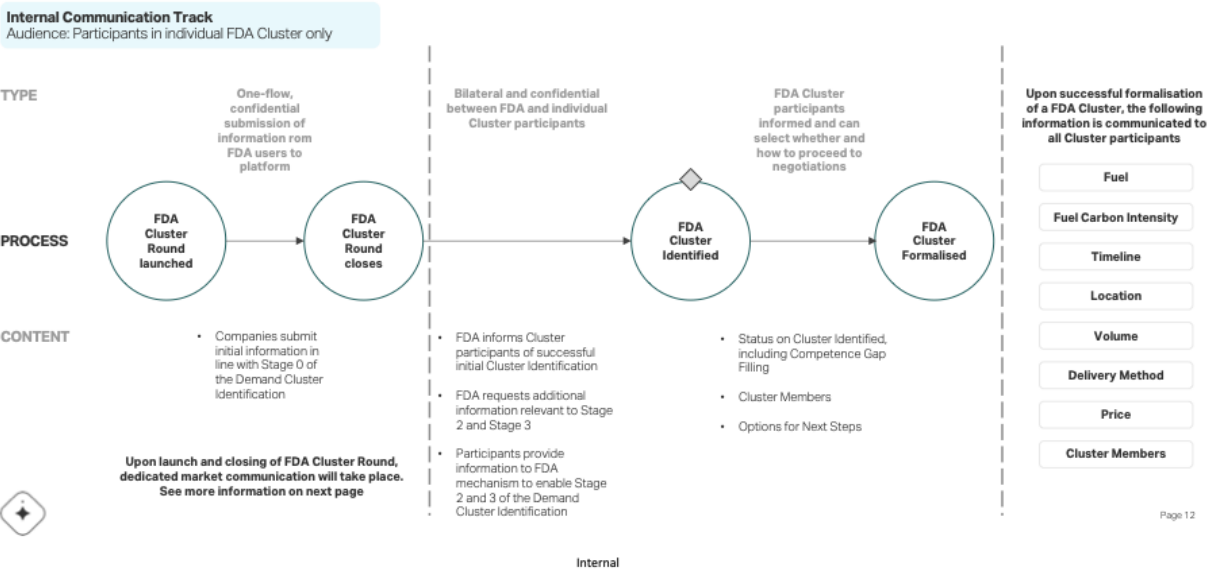 Internal Communication Track
Audience: Participants in individual FDA Cluster only
TYPE
One-flow,
confidential
submission of
information rom
FDA users to
platform
Bilateral and confidential
between FDA and individual
Cluster participants
FDA Cluster
participants
informed and can
select whether and
how to proceed to
negotiations
Upon successful formalisation
of a FDA Cluster, the following
information is communicated to
all Cluster participants
PROCESS
FDA
Cluster
Round
launched
FDA
Cluster
Round
closes
FDA
Cluster
Identified
FDA
Cluster
Formalised
Fuel
Fuel Carbon Intensity
Timeline
Location
Volume
Delivery Method
Price
Cluster Members
CONTENT
• Companies submit
initial information in
line with Stage 0 of
the Demand Cluster
Identification
Upon launch and closing of FDA Cluster Round,
dedicated market communication will take place.
See more information on next page
• FDA informs Cluster
participants of successful
initial Cluster Identification
• FDA requests additional
information relevant to Stage
2 and Stage 3
• Participants provide
information to FDA
mechanism to enable Stage
2 and 3 of the Demand
Cluster Identification
• Status on Cluster Identified,
including Competence Gap
Filling
• Cluster Members
• Options for Next Steps
Page 12
Internal